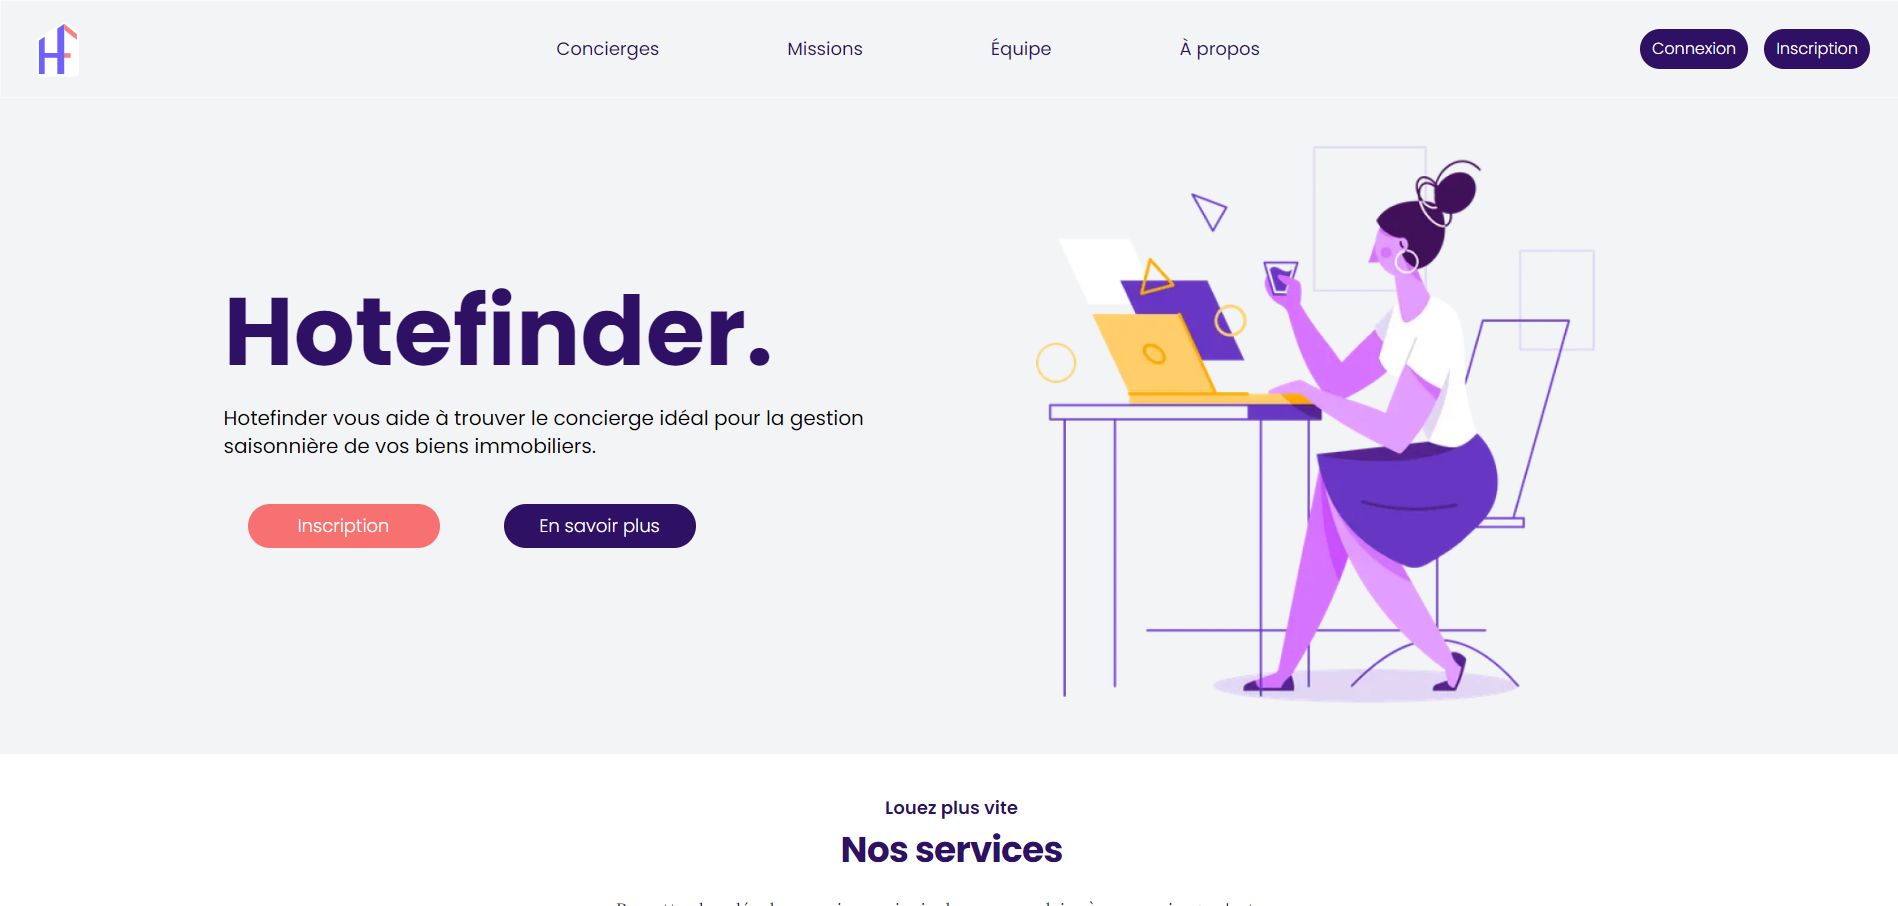 HF
Concierges
Missions
Équipe
À propos
Connexion
Inscription
Hotefinder.
Hotefinder vous aide à trouver le concierge idéal pour la gestion
saisonnière de vos biens immobiliers.
Inscription
En savoir plus
Louez plus vite
Nos services